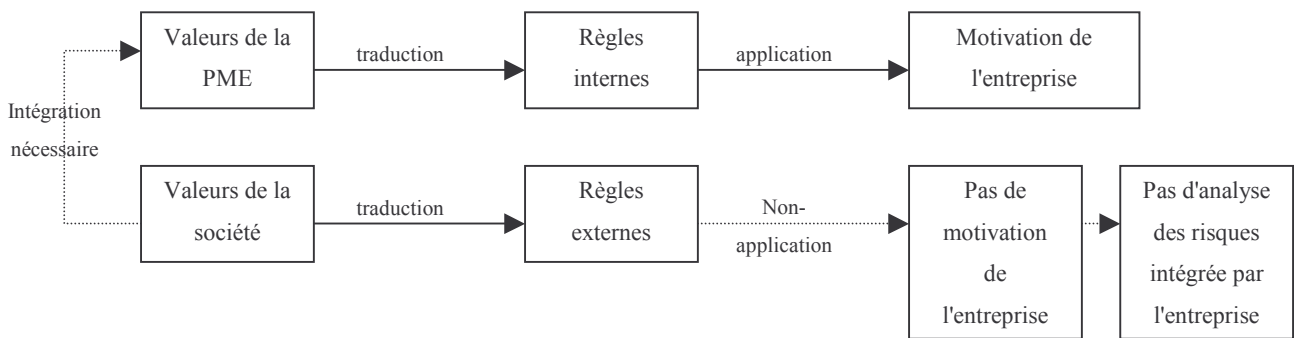 Valeurs de la
PME
traduction
Règles
internes
application
Motivation de
l'entreprise
Intégration
nécessaire
Valeurs de la
société
traduction
Règles
externes
Non-
application
Pas de
motivation
de
l'entreprise
Pas d'analyse
des risques
intégrée par
l'entreprise